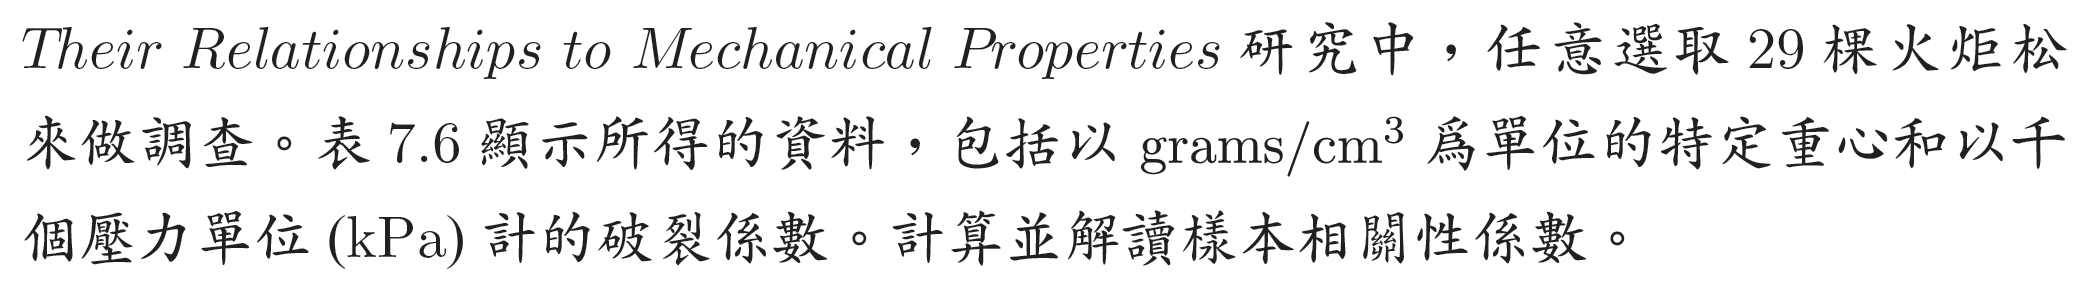 Their Relationships to Mechanical Properties 研究中，任意選取 29 棵火炬松
來做調查。表 7.6 顯示所得的資料，包括以 grams/cm³ 爲單位的特定重心和以千
個壓力單位 (kPa) 計的破裂係數。計算並解讀樣本相關性係數。